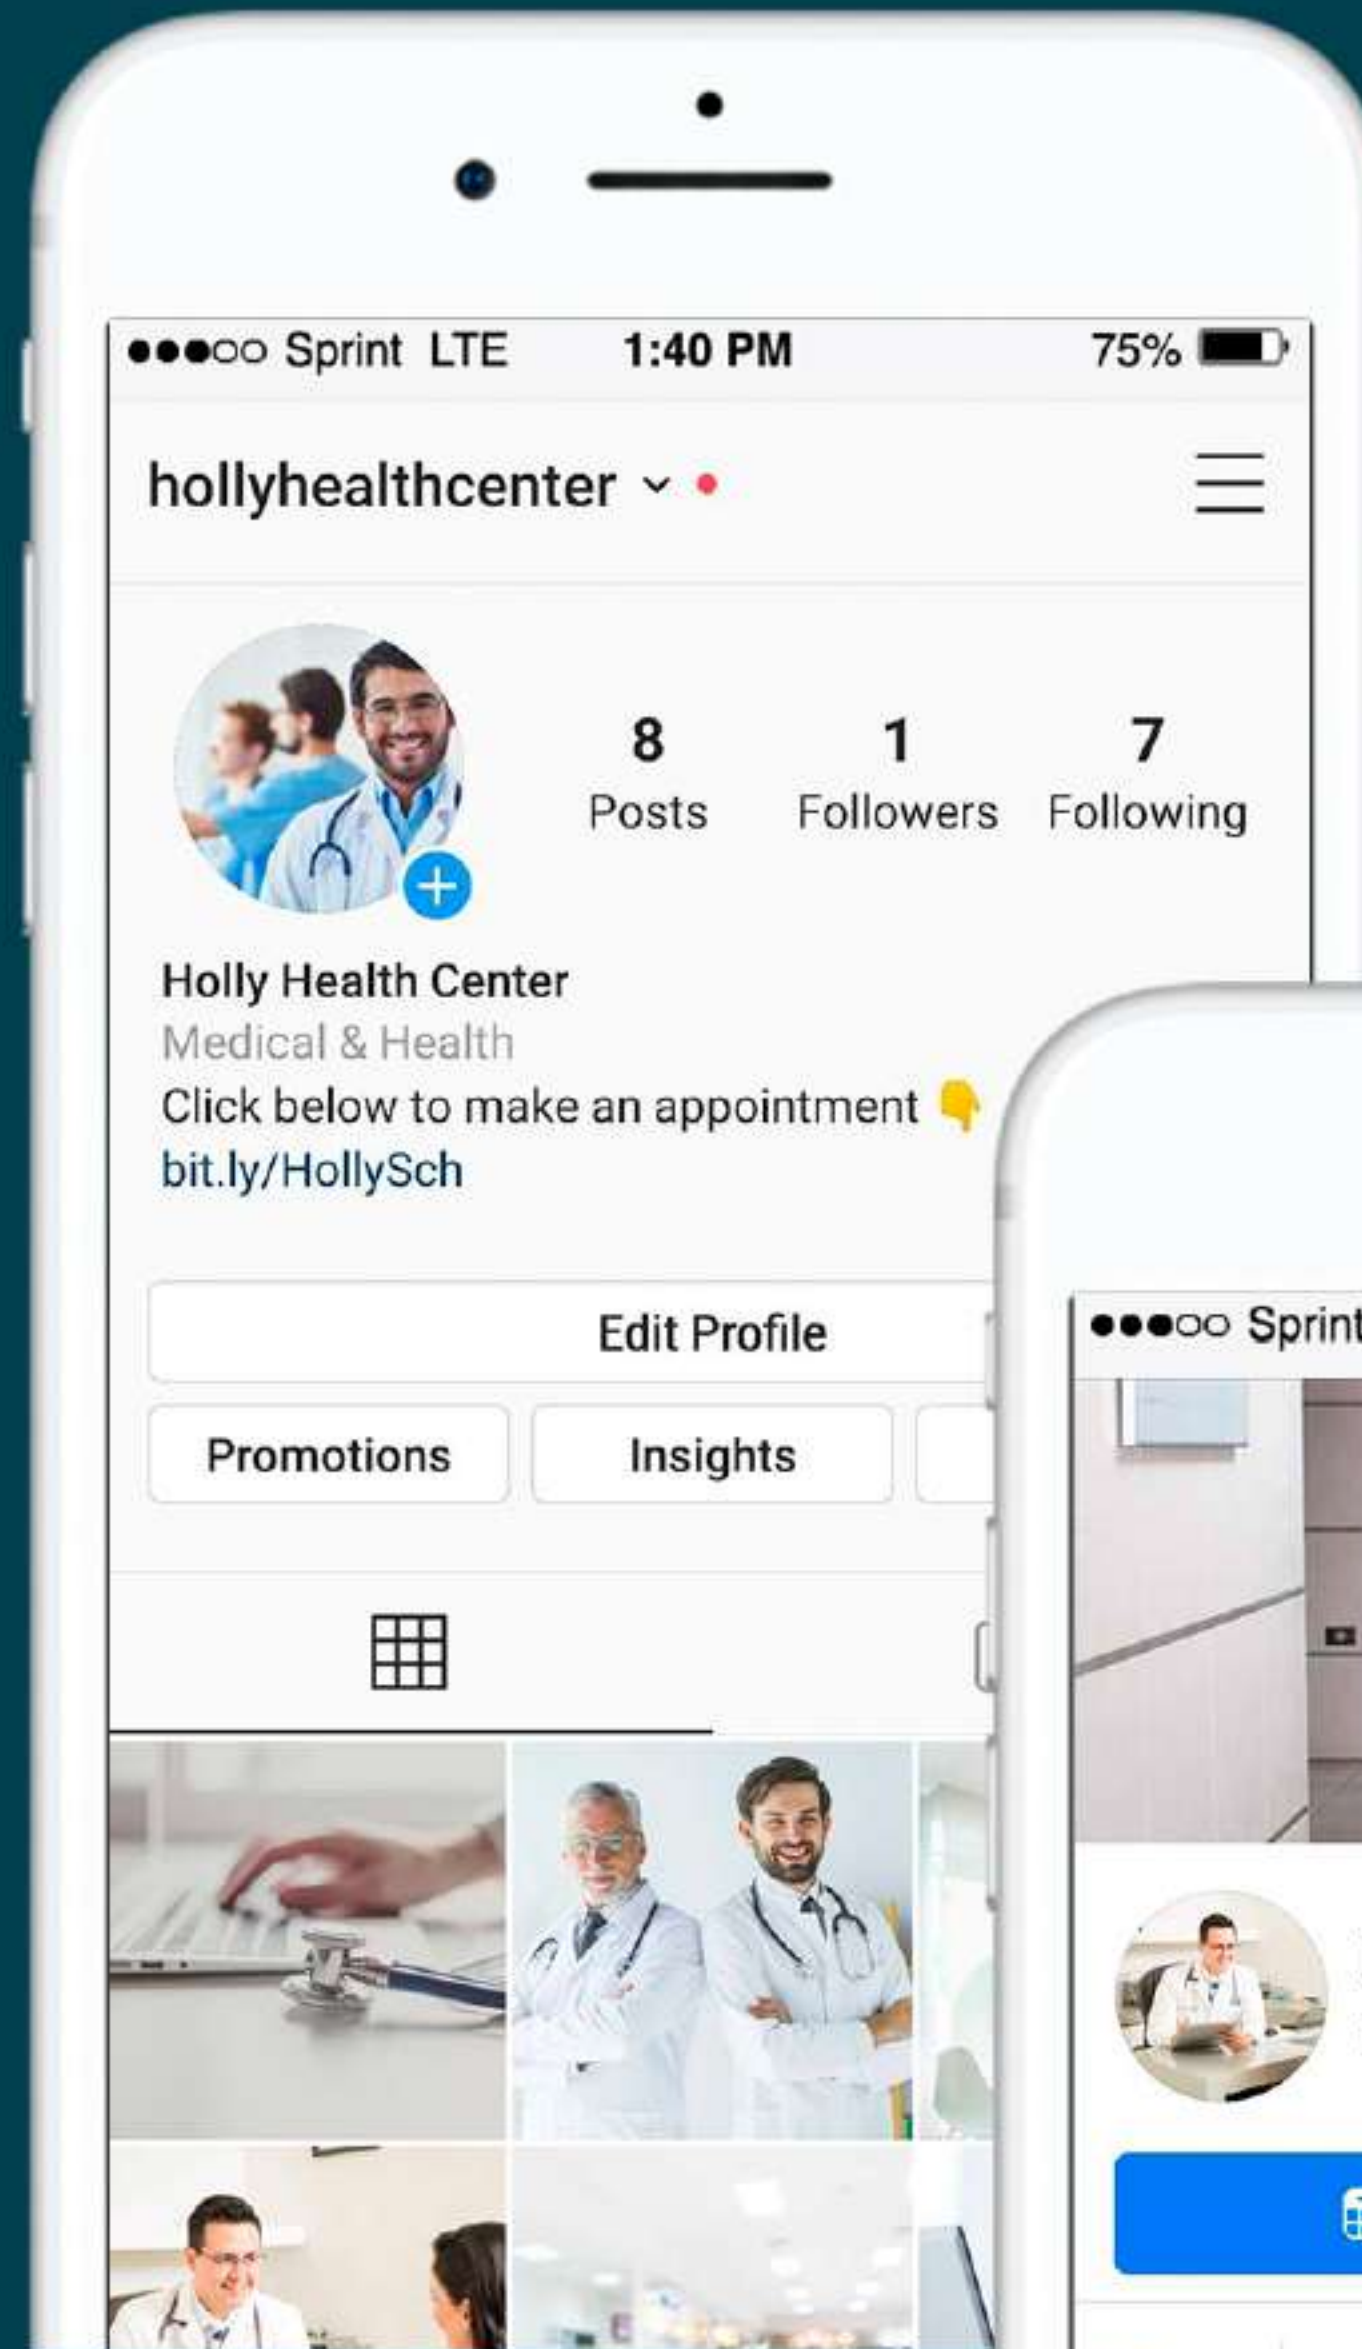 ●●●○○ Sprint LTE 1:40 PM 75%
hollyhealthcenter
8 1 7
Posts Followers Following
Holly Health Center
Medical & Health
Click below to make an appointment 👇
bit.ly/HollySch
Edit Profile
Promotions Insights
●●●○○ Sprint